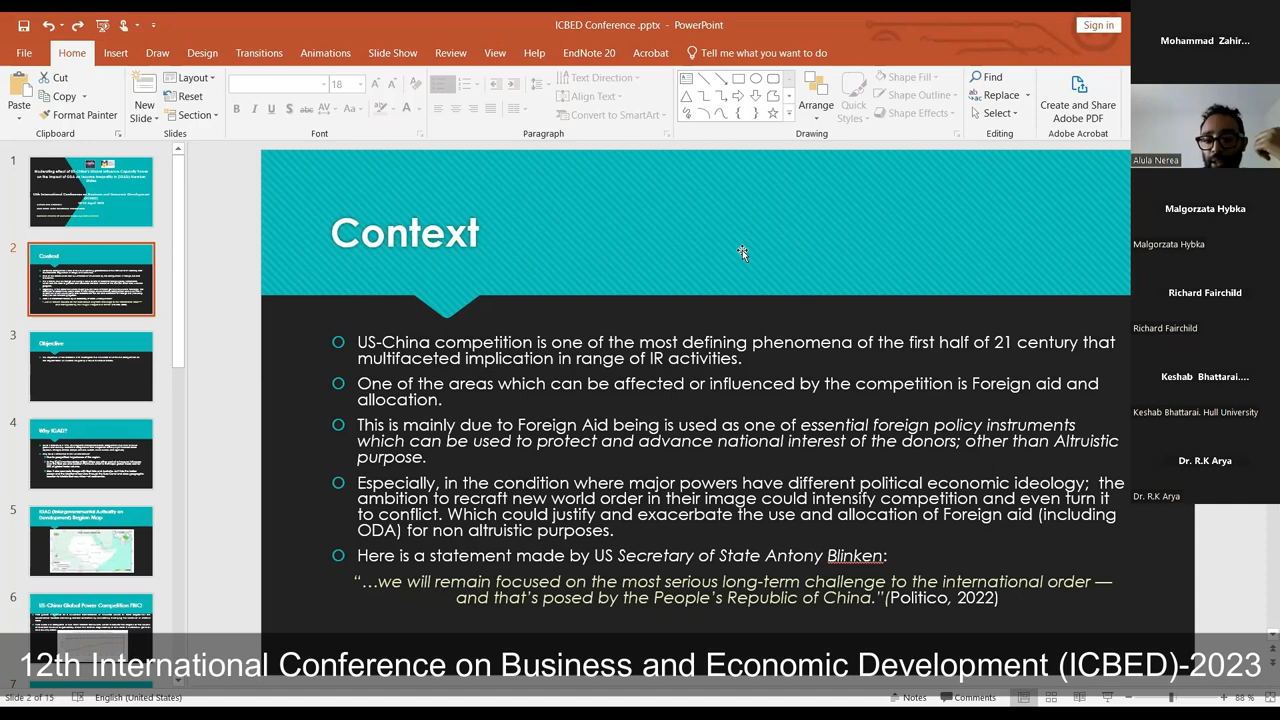 ICBED Conference .pptx - PowerPoint
Sign in
File Home Insert Draw Design Transitions Animations Slide Show Review View Help EndNote 20 Acrobat Tell me what you want to do
Paste
Cut
Copy
Format Painter
Clipboard
New Slide
Layout
Reset
Section
Slides
18
Font
Text Direction
Align Text
Convert to SmartArt
Paragraph
Arrange
Quick Styles
Shape Fill
Shape Outline
Shape Effects
Drawing
Find
Replace
Select
Editing
Create and Share Adobe PDF
Adobe Acrobat
1
2
Context
3
Objective
4
Why IGAD?
5
IGAD (Intergovernmental Authority on Development) Region Map
6
US-China Global Power Competition
7
Context
US-China competition is one of the most defining phenomena of the first half of 21 century that
multifaceted implication in range of IR activities.
One of the areas which can be affected or influenced by the competition is Foreign aid and
allocation.
This is mainly due to Foreign Aid being is used as one of essential foreign policy instruments
which can be used to protect and advance national interest of the donors; other than Altruistic
purpose.
Especially, in the condition where major powers have different political economic ideology; the
ambition to recraft new world order in their image could intensify competition and even turn it
to conflict. Which could justify and exacerbate the use and allocation of Foreign aid (including
ODA) for non altruistic purposes.
Here is a statement made by US Secretary of State Antony Blinken:
“…we will remain focused on the most serious long-term challenge to the international order —
and that’s posed by the People’s Republic of China.”(Politico, 2022)
Mohammad Zahir...
Alula Nerea
Malgorzata Hybka
Malgorzata Hybka
Richard Fairchild
Richard Fairchild
Keshab Bhattarai....
Keshab Bhattarai. Hull University
Dr. R.K Arya
Dr. R.K Arya
12th International Conference on Business and Economic Development (ICBED)-2023
Slide 2 of 15
English (United States)
Notes
Comments
88 %